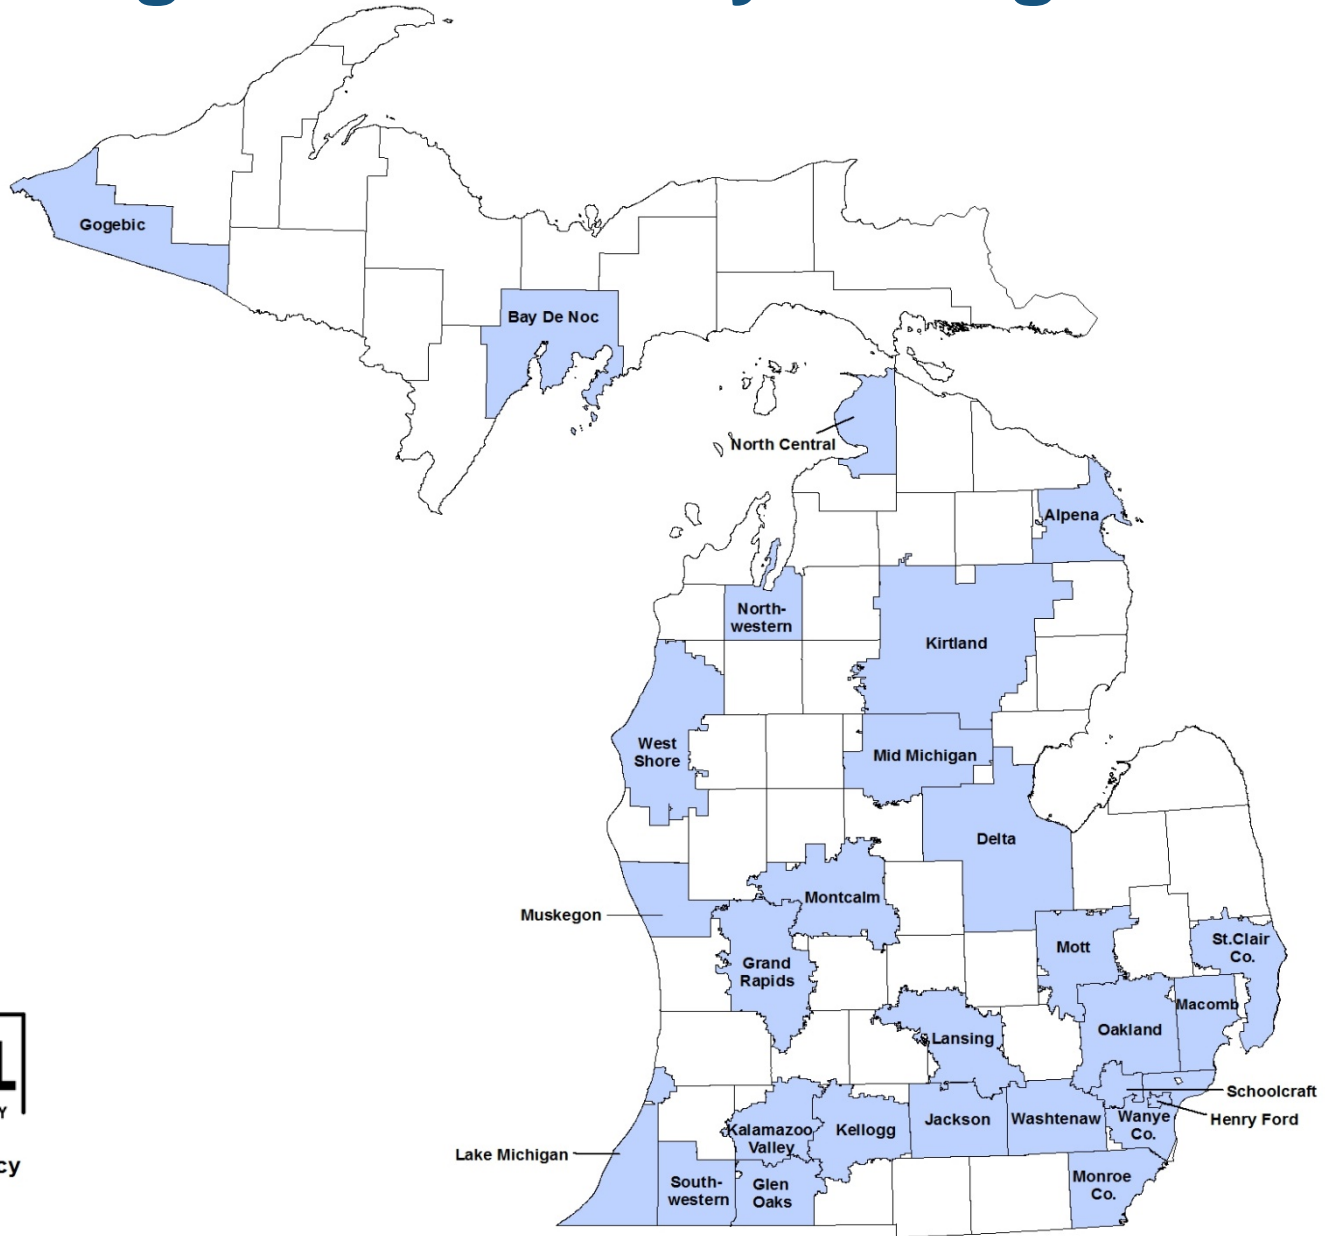 Gogebic
Bay De Noc
North Central
Alpena
North-
western
Kirtland
West
Shore
Mid Michigan
Delta
Montcalm
Muskegon
Mott
St.Clair
Co.
Grand
Rapids
Macomb
Oakland
Lansing
Schoolcraft
Henry Ford
Wanye
Co.
Kalamazoo
Valley
Kellogg
Jackson
Washtenaw
Lake Michigan
South-
western
Glen
Oaks
Monroe
Co.